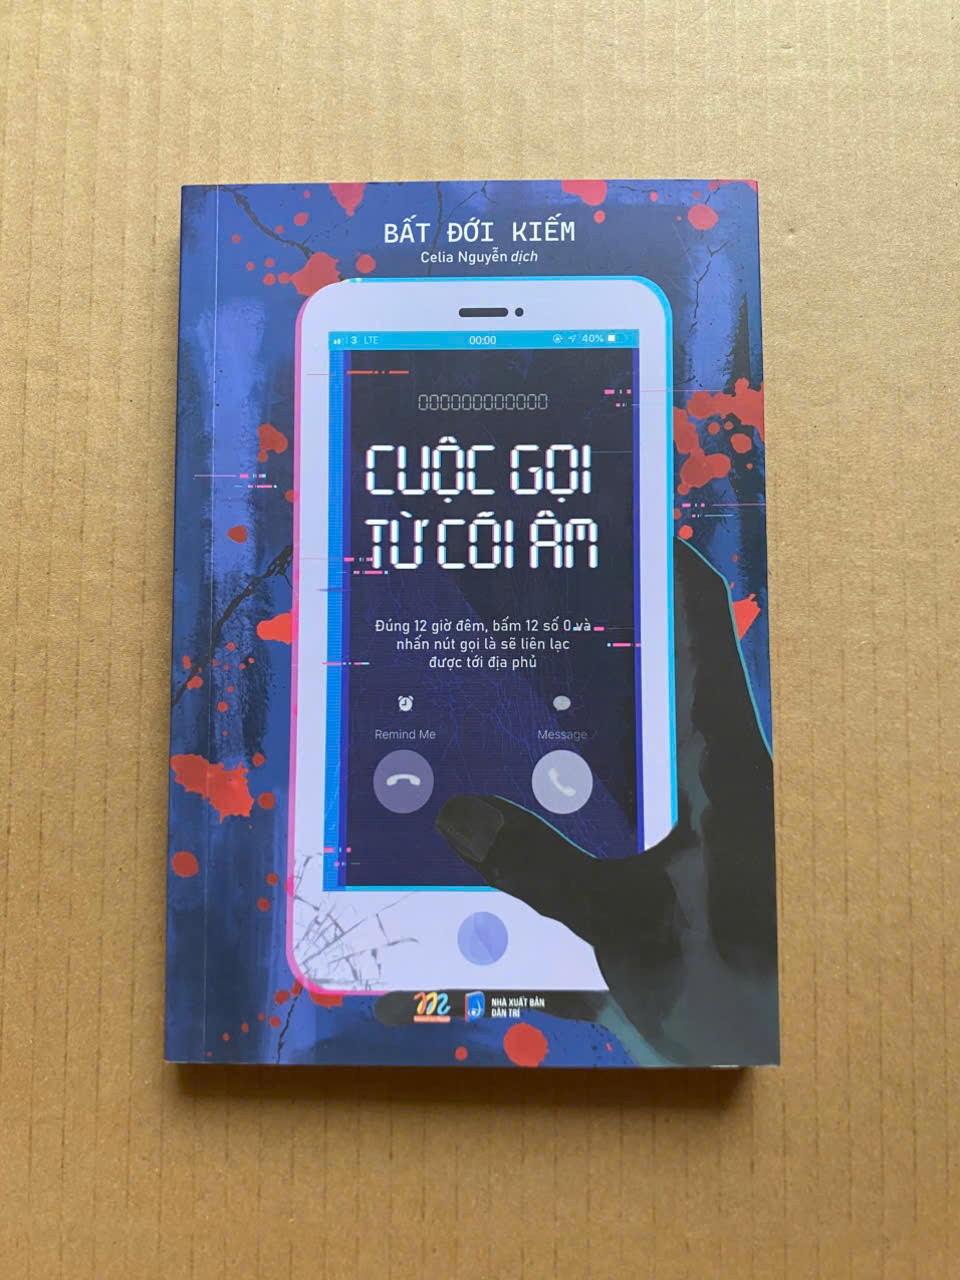 BẤT ĐỚI KIẾM
Celia Nguyễn dịch
3 LTE 00:00 40%
000000000000
CUỘC GỌI
TỪ CÕI ÂM
Đúng 12 giờ đêm, bấm 12 số 0 và
nhấn nút gọi là sẽ liên lạc
được tới địa phủ
Remind Me Message
NHÀ XUẤT BẢN
DÂN TRÍ